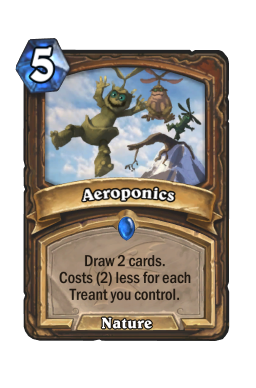 5
Aeroponics
Draw 2 cards.
Costs (2) less for each
Treant you control.
Nature